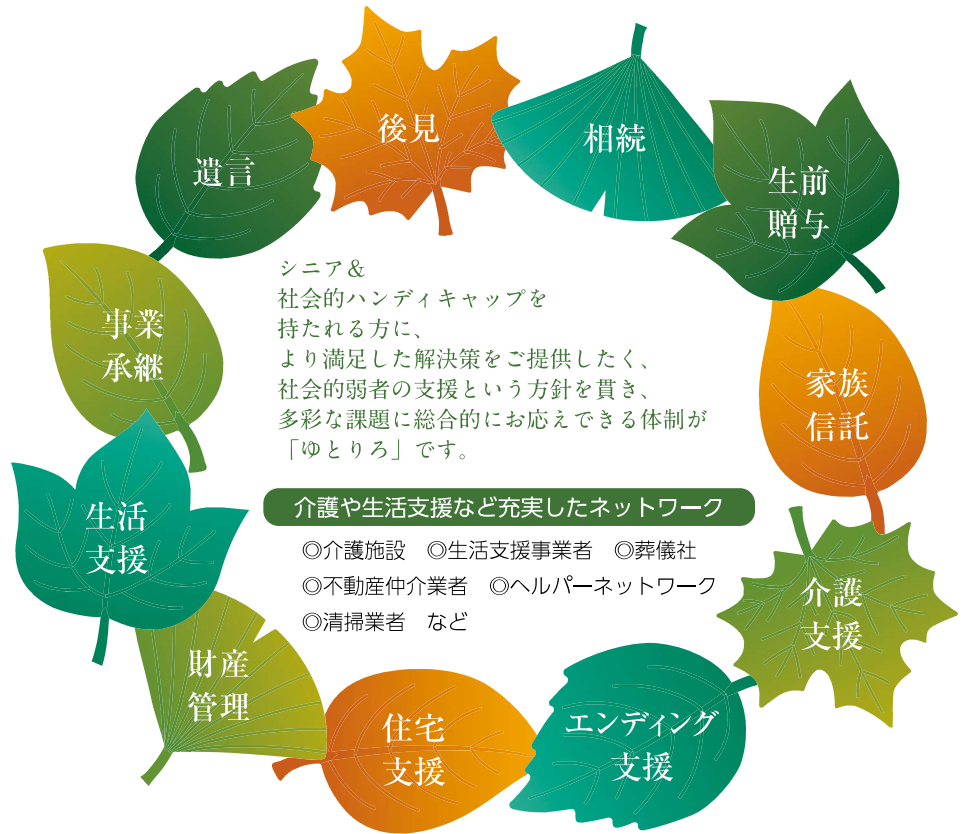 遺言
後見
相続
生前
贈与
事業
承継
シニア＆
社会的ハンディキャップを
持たれる方に、
より満足した解決策をご提供したく、
社会的弱者の支援という方針を貫き、
多彩な課題に総合的にお応えできる体制が
「ゆとりろ」です。
家族
信託
生活
支援
介護や生活支援など充実したネットワーク
◎介護施設　◎生活支援事業者　◎葬儀社
◎不動産仲介業者　◎ヘルパーネットワーク
◎清掃業者　など
介護
支援
財産
管理
住宅
支援
エンディング
支援